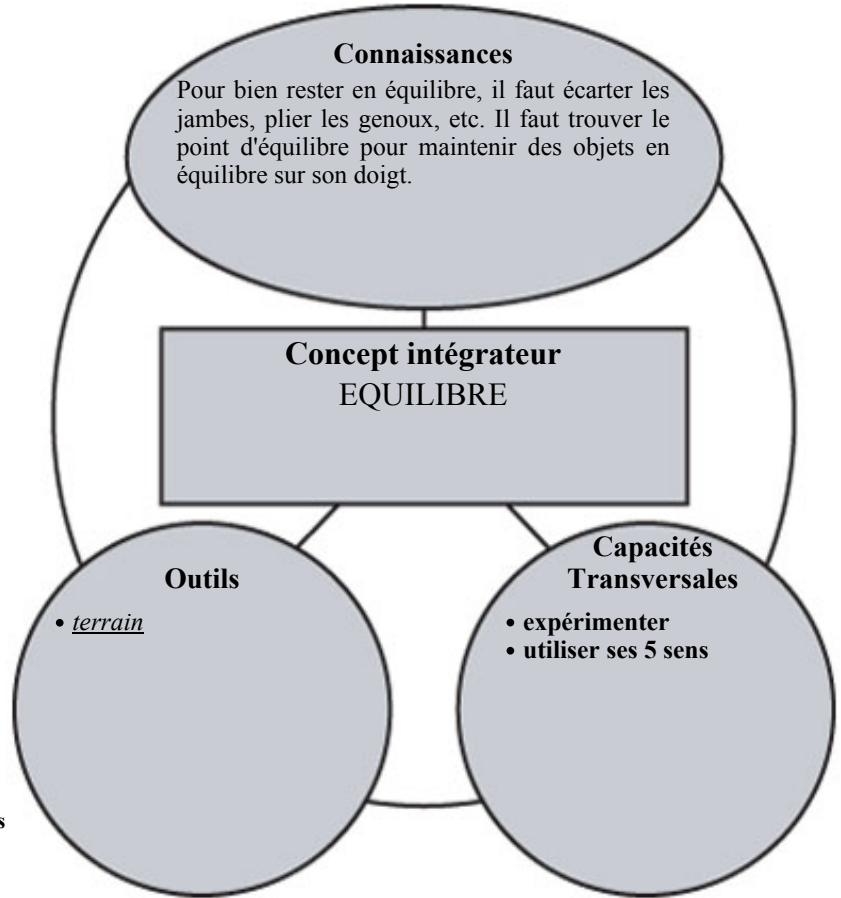 Connaissances
Pour bien rester en équilibre, il faut écarter les
jambes, plier les genoux, etc. Il faut trouver le
point d'équilibre pour maintenir des objets en
équilibre sur son doigt.
Concept intégrateur
EQUILIBRE
Outils
• terrain
Capacités
Transversales
• expérimenter
• utiliser ses 5 sens